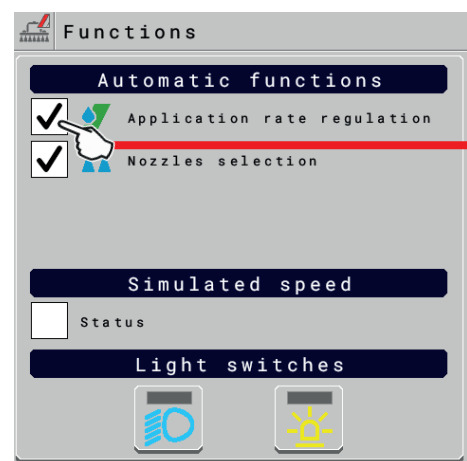 Functions
Automatic functions
Application rate regulation
Nozzles selection
Simulated speed
Status
Light switches